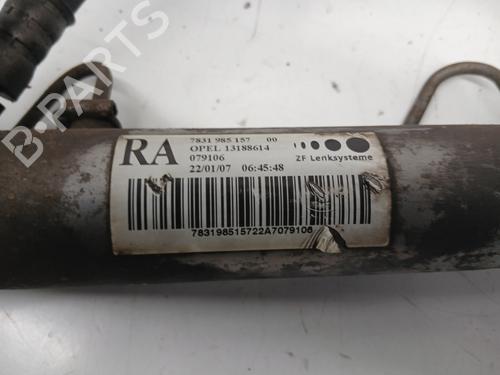 7831 985 157 00
RA OPEL 13188614
079106
22/01/07 06:45:48
ZF Lenksysteme
783198515722A7079106
B-PARTS